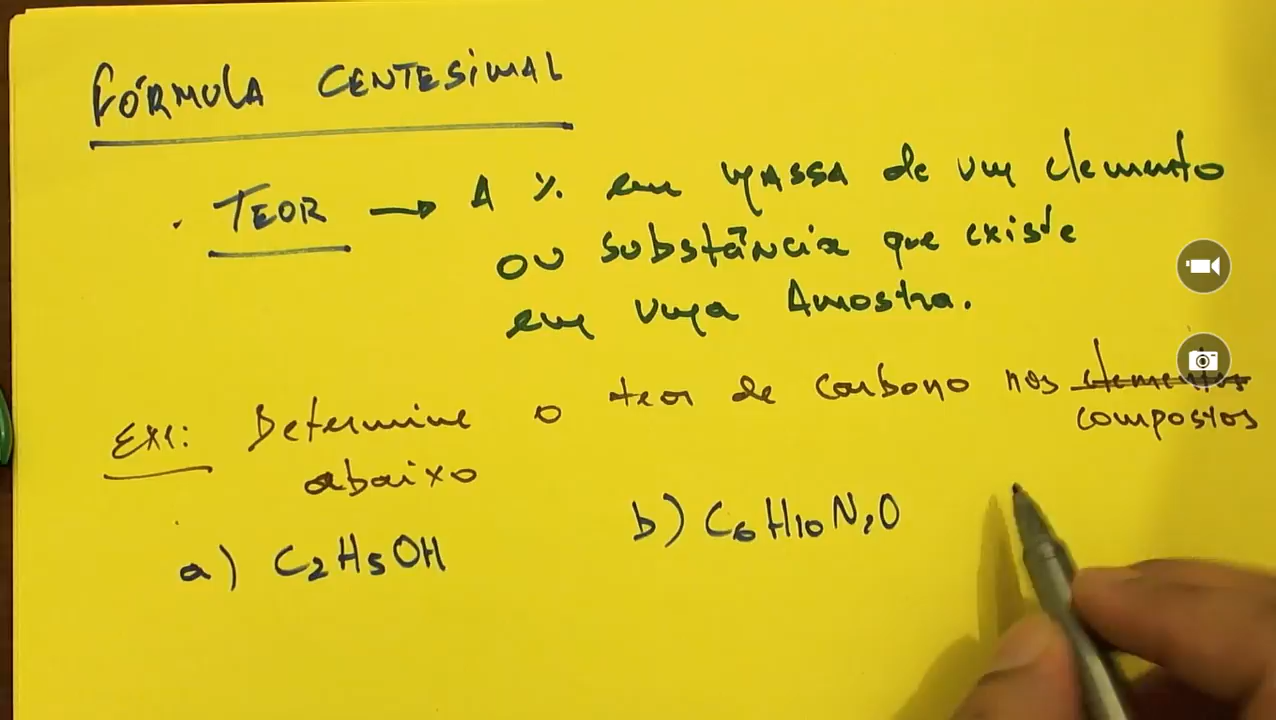 FÓRMULA CENTESIMAL
. TEOR → A % em MASSA de um elemento
ou substância que existe
em uma Amostra.
EX1: Determine o teor de carbono nos elementos
compostos
abaixo
a) C2H5OH
b) C6H10N2O